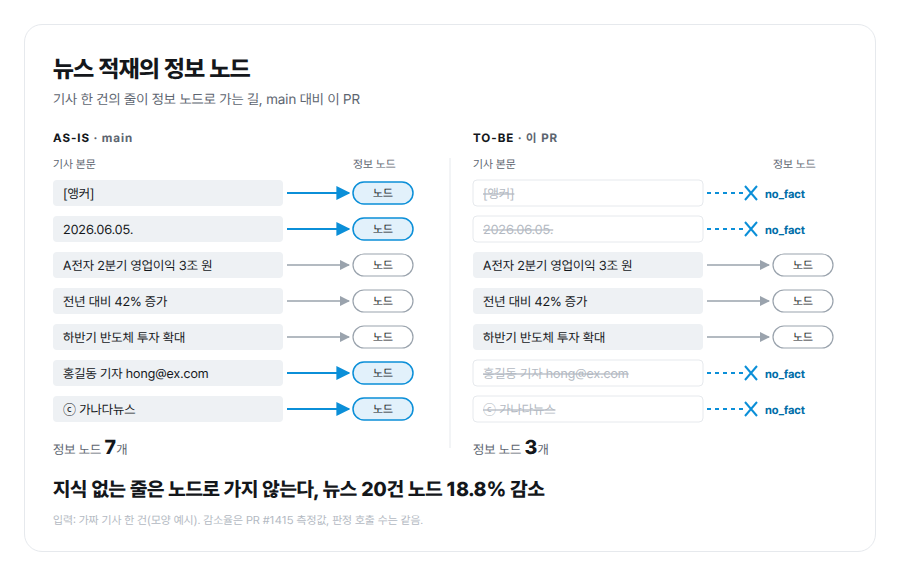 뉴스 적재의 정보 노드
기사 한 건의 줄이 정보 노드로 가는 길, main 대비 이 PR
AS-IS · main
기사 본문 정보 노드
[앵커] 노드
2026.06.05. 노드
A전자 2분기 영업이익 3조 원 노드
전년 대비 42% 증가 노드
하반기 반도체 투자 확대 노드
홍길동 기자 hong@ex.com 노드
ⓒ 가나다뉴스 노드
정보 노드 7개
TO-BE · 이 PR
기사 본문 정보 노드
[앵커] no_fact
2026.06.05. no_fact
A전자 2분기 영업이익 3조 원 노드
전년 대비 42% 증가 노드
하반기 반도체 투자 확대 노드
홍길동 기자 hong@ex.com no_fact
ⓒ 가나다뉴스 no_fact
정보 노드 3개
지식 없는 줄은 노드로 가지 않는다, 뉴스 20건 노드 18.8% 감소
입력: 가짜 기사 한 건(모양 예시). 감소율은 PR #1415 측정값, 판정 호출 수는 같음.